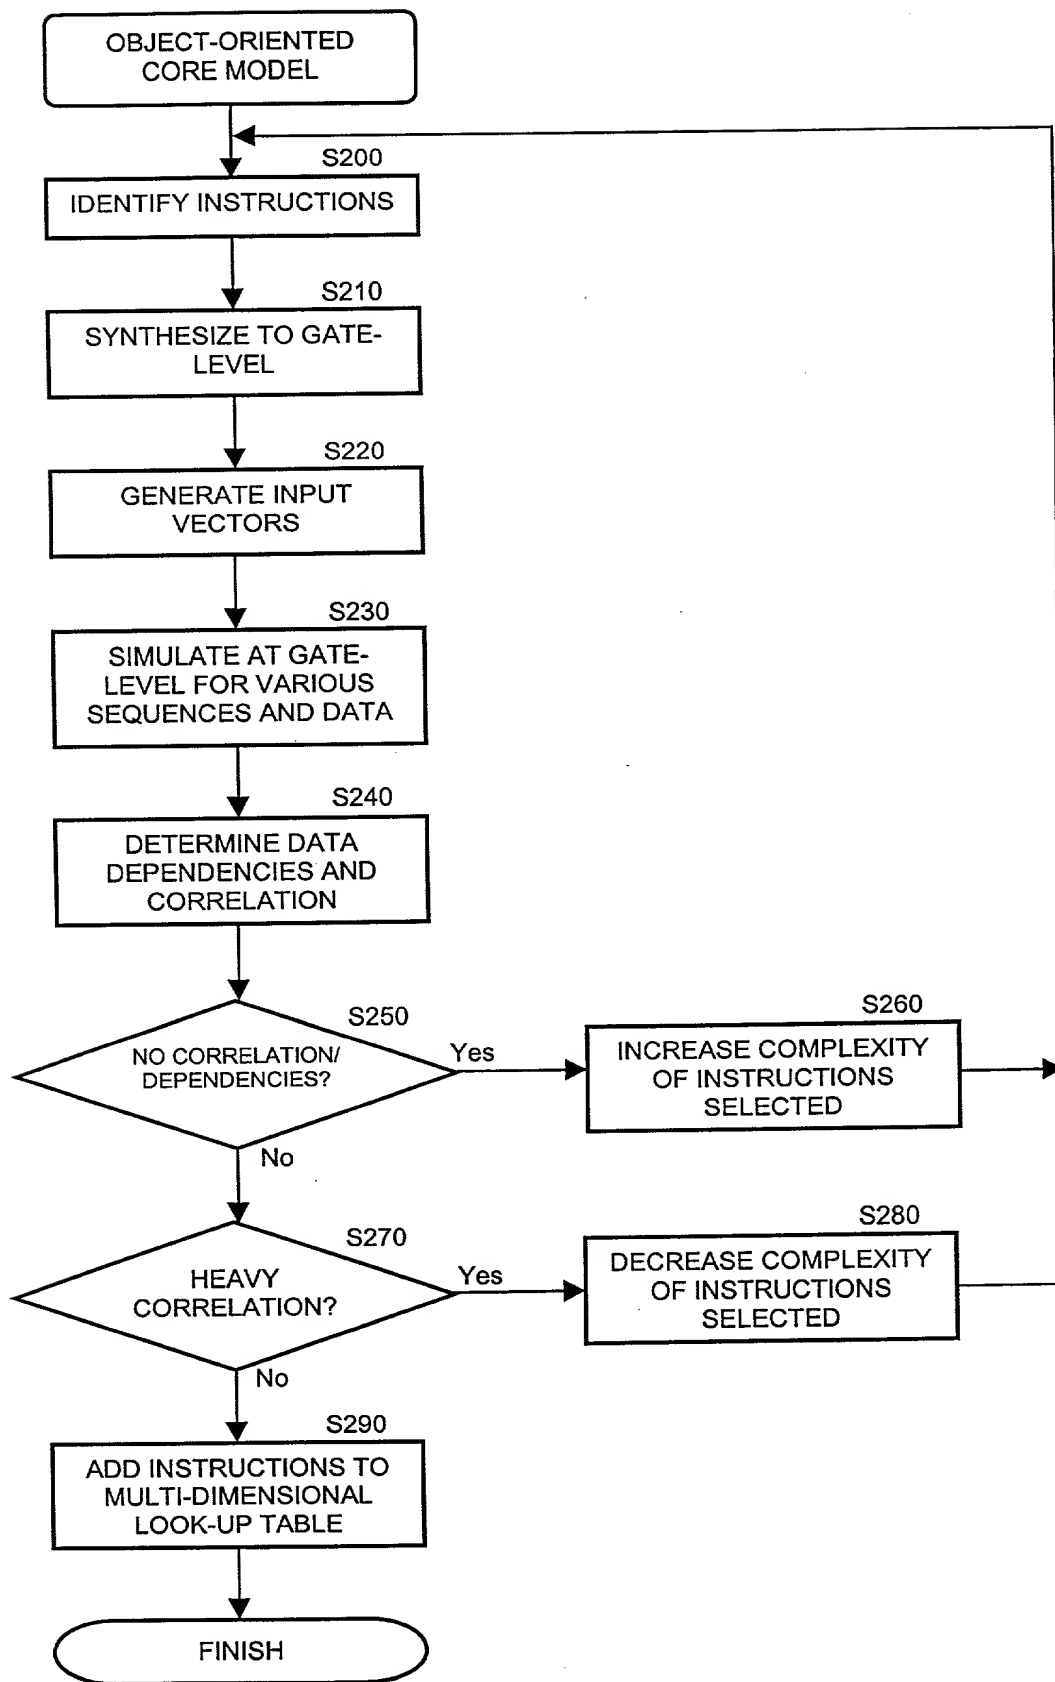 OBJECT-ORIENTED
CORE MODEL
S200
IDENTIFY INSTRUCTIONS
S210
SYNTHESIZE TO GATE-
LEVEL
S220
GENERATE INPUT
VECTORS
S230
SIMULATE AT GATE-
LEVEL FOR VARIOUS
SEQUENCES AND DATA
S240
DETERMINE DATA
DEPENDENCIES AND
CORRELATION
S250
NO CORRELATION/
DEPENDENCIES?
Yes
S260
INCREASE COMPLEXITY
OF INSTRUCTIONS
SELECTED
No
S270
HEAVY
CORRELATION?
Yes
S280
DECREASE COMPLEXITY
OF INSTRUCTIONS
SELECTED
No
S290
ADD INSTRUCTIONS TO
MULTI-DIMENSIONAL
LOOK-UP TABLE
FINISH